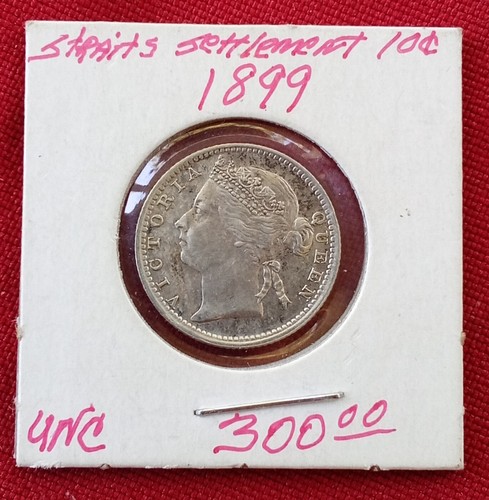 STRAITS SETTLEMENT 10¢
1899
VICTORIA QUEEN
UNC 300.00